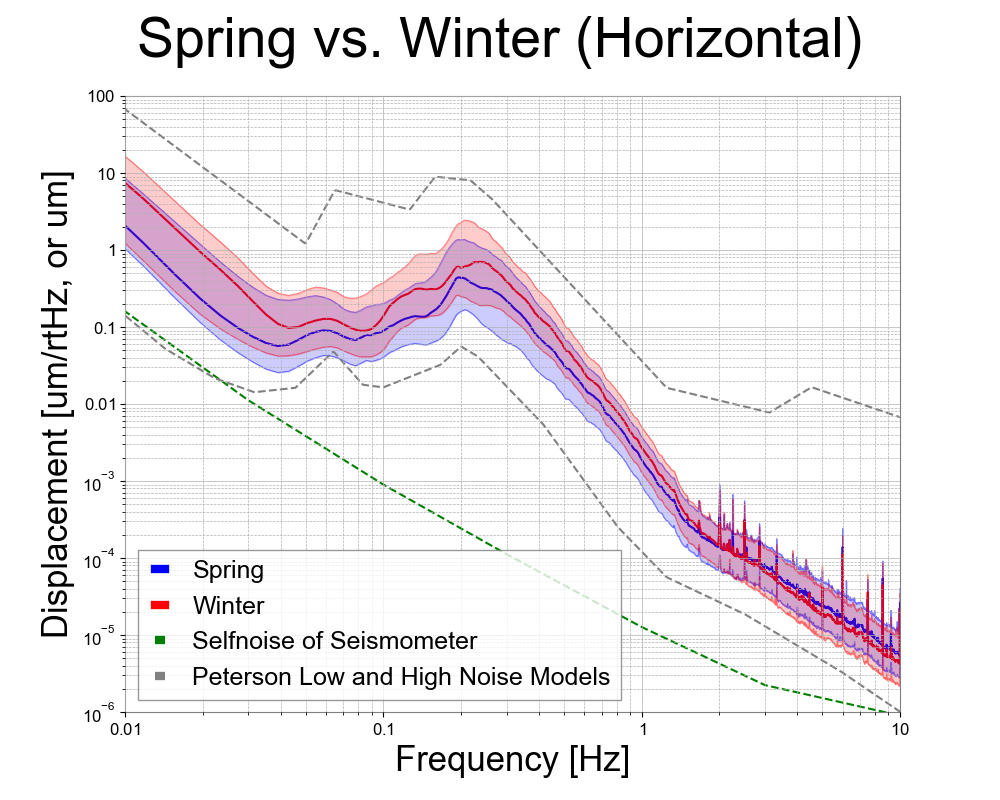 Spring vs. Winter (Horizontal)
Displacement [um/rtHz, or um]
100
10
1
0.1
0.01
10⁻³
10⁻⁴
10⁻⁵
10⁻⁶
Spring
Winter
Selfnoise of Seismometer
Peterson Low and High Noise Models
0.01 0.1 1 10
Frequency [Hz]